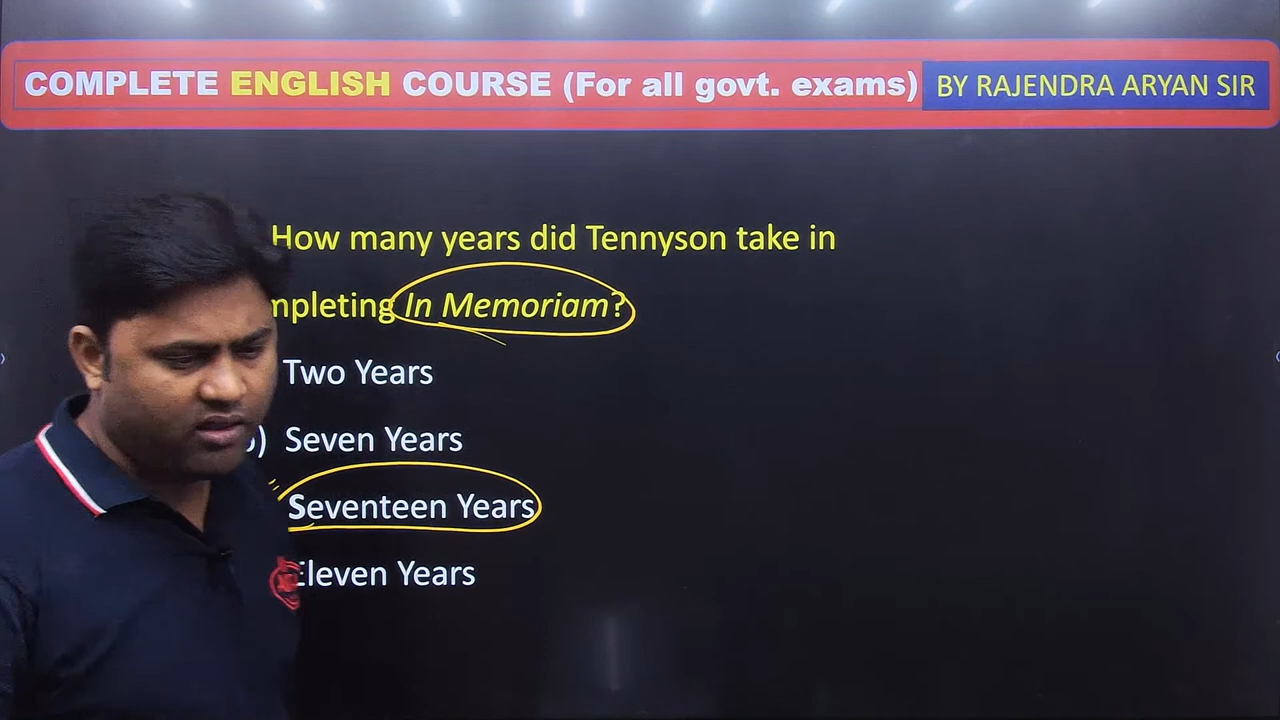 COMPLETE ENGLISH COURSE (For all govt. exams) BY RAJENDRA ARYAN SIR
How many years did Tennyson take in
mpleting In Memoriam?
Two Years
) Seven Years
Seventeen Years
Eleven Years